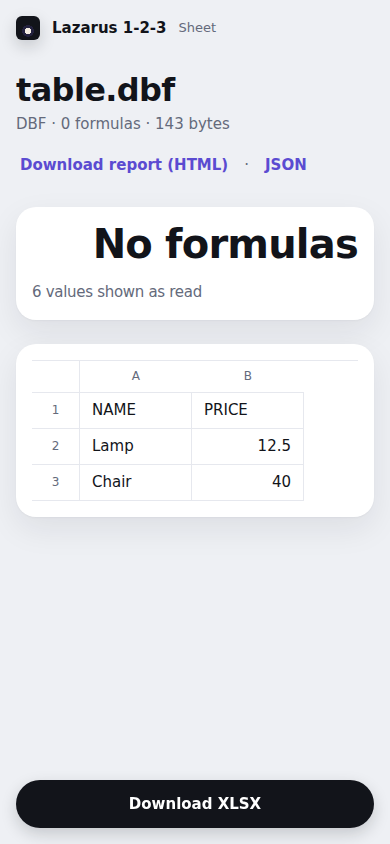 Lazarus 1-2-3 Sheet
table.dbf
DBF · 0 formulas · 143 bytes
Download report (HTML) · JSON
No formulas
6 values shown as read
A B
1 NAME PRICE
2 Lamp 12.5
3 Chair 40
Download XLSX